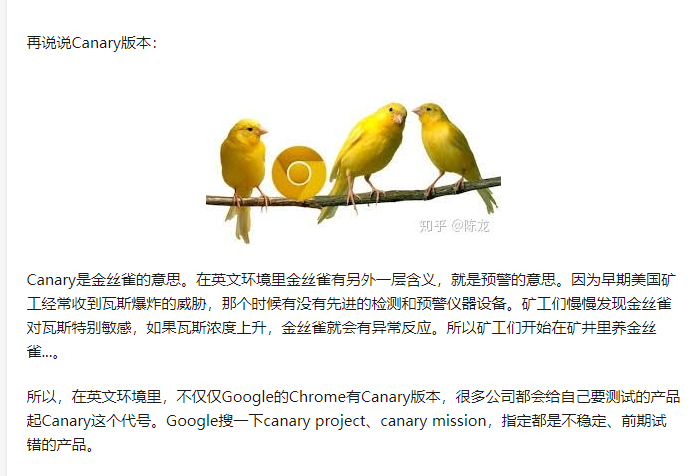 再说说Canary版本：
知乎 @陈龙
Canary是金丝雀的意思。在英文环境里金丝雀有另外一层含义，就是预警的意思。因为早期美国矿
工经常收到瓦斯爆炸的威胁，那个时候有没有先进的检测和预警仪器设备。矿工们慢慢发现金丝雀
对瓦斯特别敏感，如果瓦斯浓度上升，金丝雀就会有异常反应。所以矿工们开始在矿井里养金丝
雀...。
所以，在英文环境里，不仅仅Google的Chrome有Canary版本，很多公司都会给自己要测试的产品
起Canary这个代号。Google搜一下canary project、canary mission，指定都是不稳定、前期试
错的产品。